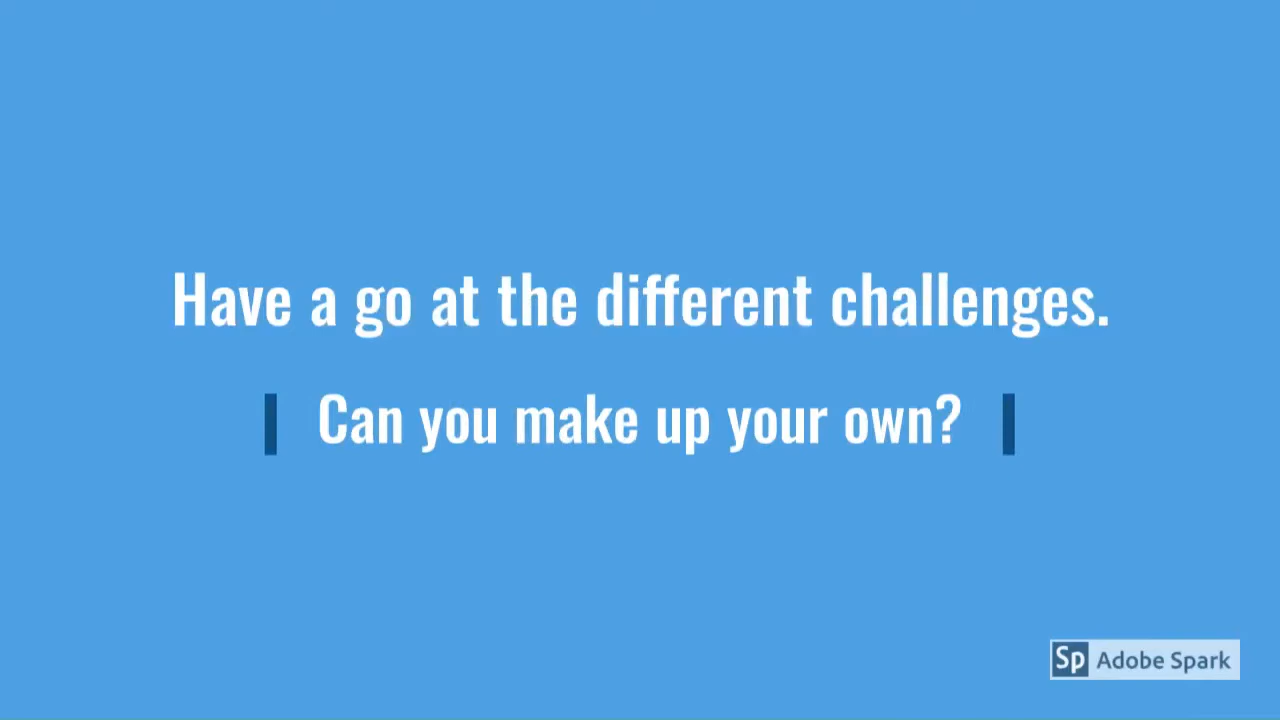 Have a go at the different challenges.
Can you make up your own?
Sp Adobe Spark